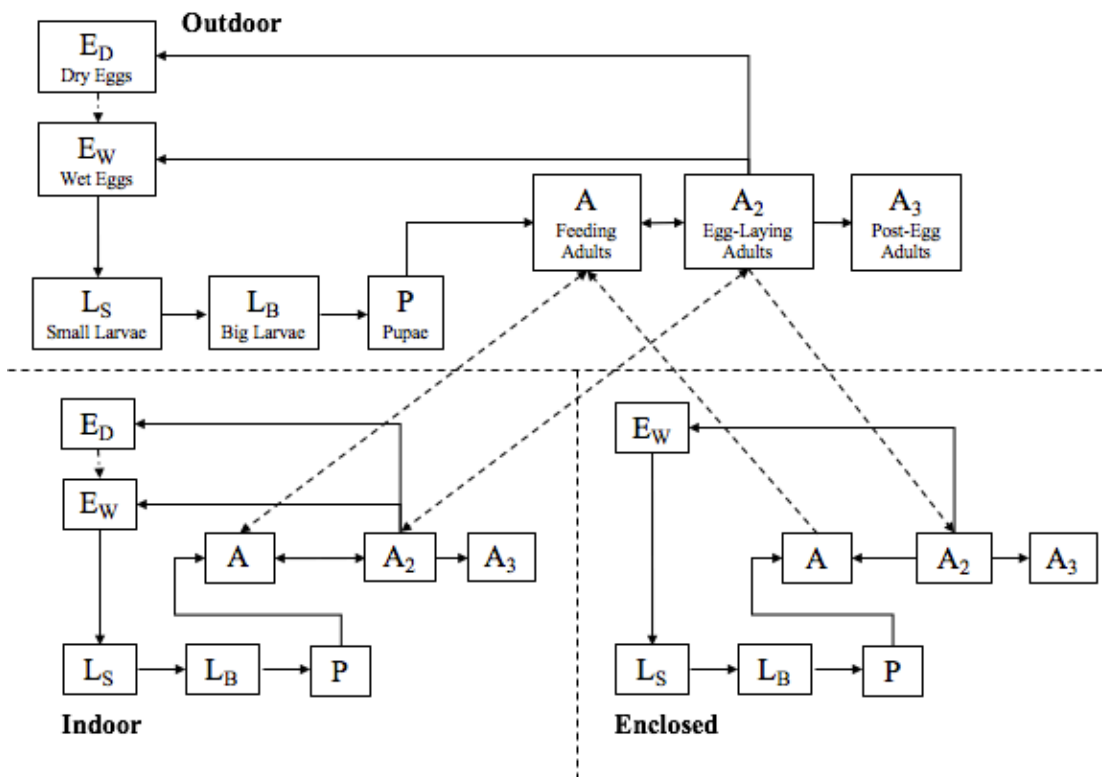 Outdoor
E_D
Dry Eggs
E_W
Wet Eggs
A
Feeding
Adults
A_2
Egg-Laying
Adults
A_3
Post-Egg
Adults
L_S
Small Larvae
L_B
Big Larvae
P
Pupae
E_D
E_W
A
A_2
A_3
L_S
L_B
P
Indoor
E_W
A
A_2
A_3
L_S
L_B
P
Enclosed